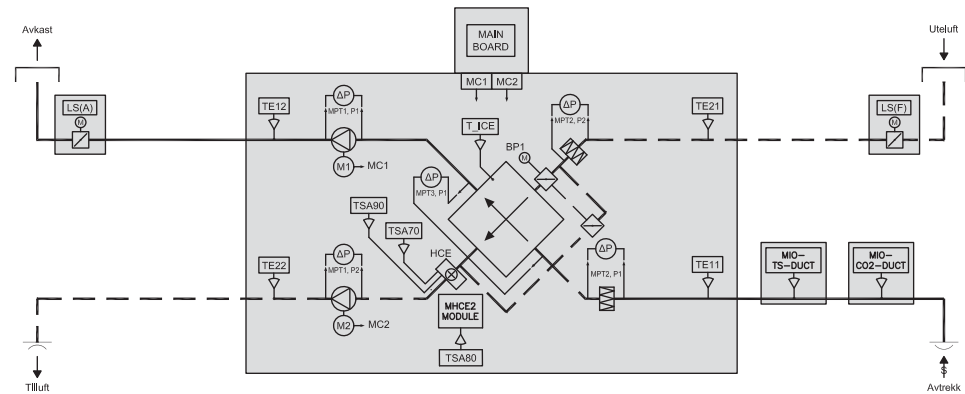 Avkast
MAIN
BOARD
Uteluft
MC1
MC2
LS(A)
M
TE12
ΔP
MPT1, P1
T_ICE
ΔP
MPT2, P2
TE21
LS(F)
M
BP1
M
M1
MC1
ΔP
MPT3, P1
TSA90
TSA70
HCE
ΔP
MPT2, P1
TE22
ΔP
MPT1, P2
TE11
MIO-
TS-DUCT
MIO-
CO2-DUCT
MHCE2
MODULE
M2
MC2
TSA80
Tilluft
Avtrekk